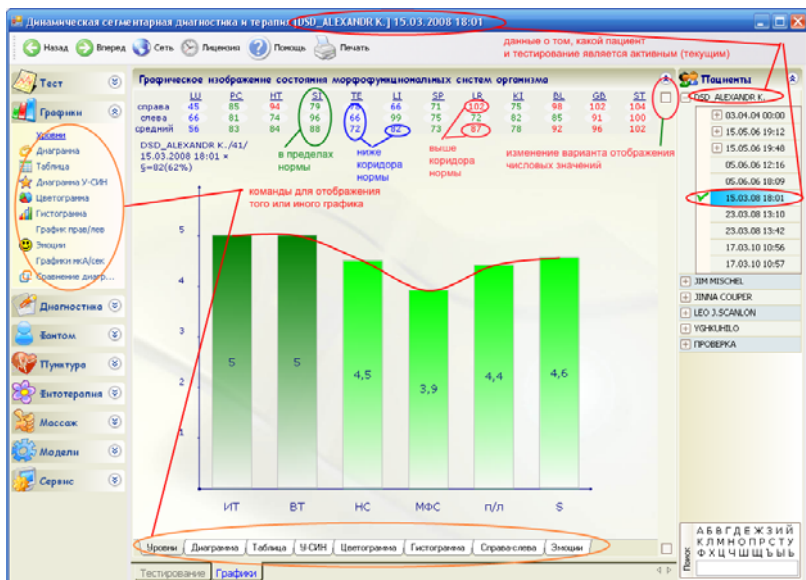 Динамическая сегментарная диагностика и терапия [DSD_ALEXANDR K. ] 15.03.2008 18:01
Назад Вперед Сеть Лицензия Помощь Печать
данные о том, какой пациент
и тестирование является активным (текущим)
Тест
Графики
Уровни
Диаграмма
Таблица
Диаграмма У-СИН
Цветограмма
Гистограмма
График прав/лев
Эмоции
Графики мкА/сек
Сравнение диагр...
Диагностика
Фантом
Пунктура
Витотерапия
Массаж
Модели
Сервис
Графическое изображение состояния морфофункциональных систем организма
LU PC HT SI TE LI SP LR KI BL GB ST
справа 45 85 94 79 78 66 71 102 75 98 102 104
слева 66 81 74 96 66 99 75 72 82 85 91 100
средний 56 83 84 88 72 82 73 87 78 92 96 102
DSD_ALEXANDR K./41/
15.03.2008 18:01 ×
§=82(62%)
в пределах
нормы
ниже
коридора
нормы
выше
коридора
нормы
изменение варианта отображения
числовых значений
команды для отображения
того или иного графика
5
4
3
2
1
5 5 4,5 3,9 4,4 4,6
ИТ ВТ НС МФС п/л S
Уровни Диаграмма Таблица У-СИН Цветограмма Гистограмма Справа-слева Эмоции
Тестирование Графики
Пациенты
DSD_ALEXANDR K.
03.04.04 00:00
15.05.06 19:12
15.05.06 19:48
05.06.06 12:16
05.06.06 18:09
15.03.08 18:01
23.03.08 13:10
23.03.08 13:42
17.03.10 10:56
17.03.10 10:57
JIM MISCHEL
JINNA COUPER
LEO J.SCANLON
YGHKUHILO
ПРОВЕРКА
Поиск
А Б В Г Д Е Ж З И Й
К Л М Н О П Р С Т У
Ф Х Ц Ч Ш Щ Ъ Ы Ь